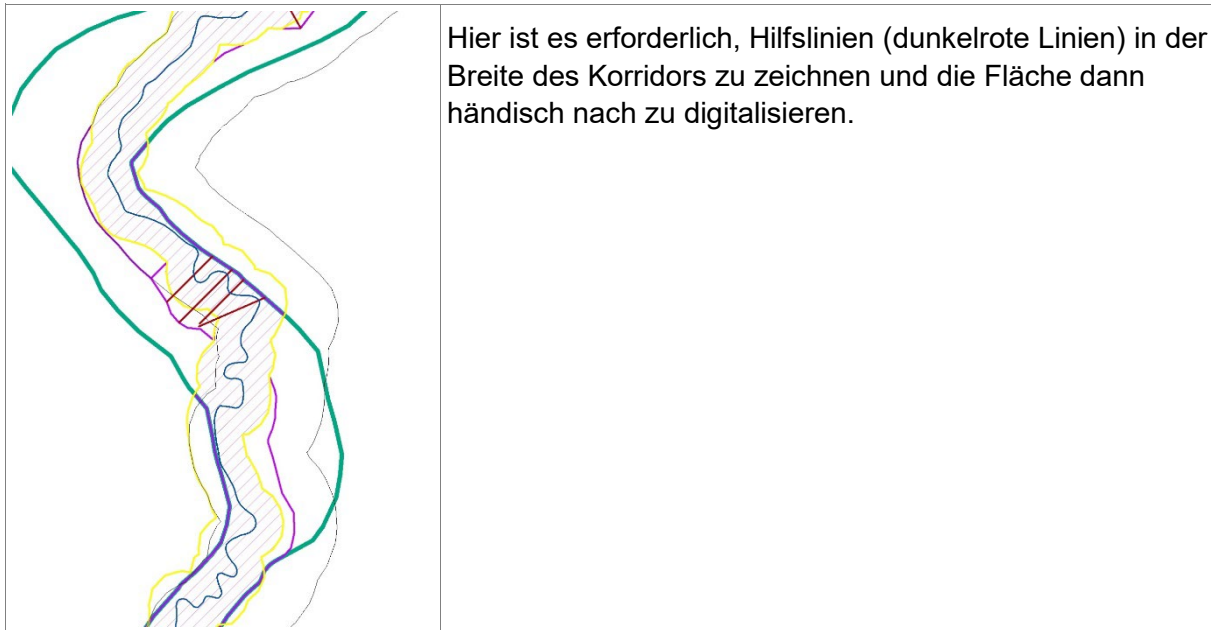 Hier ist es erforderlich, Hilfslinien (dunkelrote Linien) in der
Breite des Korridors zu zeichnen und die Fläche dann
händisch nach zu digitalisieren.